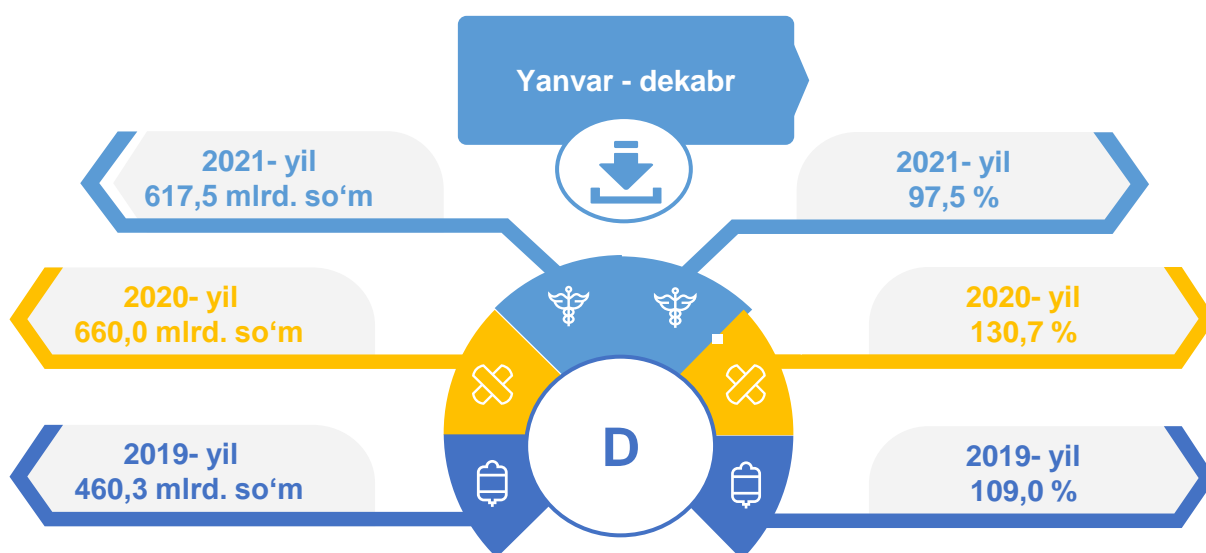 Yanvar - dekabr
2021- yil
617,5 mlrd. so‘m
2021- yil
97,5 %
2020- yil
660,0 mlrd. so‘m
2020- yil
130,7 %
2019- yil
460,3 mlrd. so‘m
2019- yil
109,0 %
D